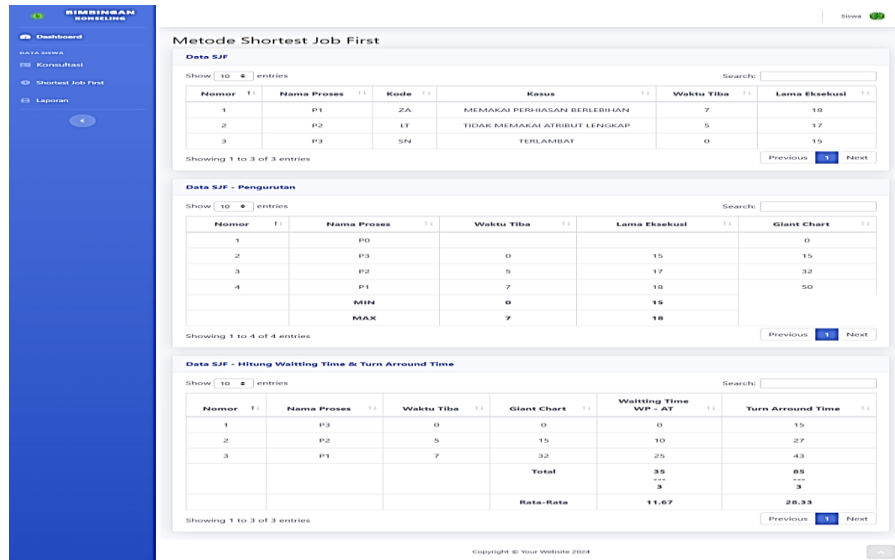 BIMBINGAN
KONSELING
Siswa
Dashboard
DATA SISWA
Konsultasi
Shortest Job First
Laporan
Metode Shortest Job First
Data SJF
Show 10 entries Search:
Nomor Nama Proses Kode Kasus Waktu Tiba Lama Eksekusi
1 P1 ZA MEMAKAI PERHIASAN BERLEBIHAN 7 18
2 P2 LT TIDAK MEMAKAI ATRIBUT LENGKAP 5 17
3 P3 SN TERLAMBAT 0 15
Showing 1 to 3 of 3 entries Previous 1 Next
Data SJF - Pengurutan
Show 10 entries Search:
Nomor Nama Proses Waktu Tiba Lama Eksekusi Giant Chart
1 P0 0
2 P3 0 15 15
3 P2 5 17 32
4 P1 7 18 50
MIN 0 15
MAX 7 18
Showing 1 to 4 of 4 entries Previous 1 Next
Data SJF - Hitung Waitting Time & Turn Arround Time
Show 10 entries Search:
Nomor Nama Proses Waktu Tiba Giant Chart Waitting Time WP - AT Turn Arround Time
1 P3 0 0 0 15
2 P2 5 15 10 27
3 P1 7 32 25 43
Total 35 85
--- ---
3 3
Rata-Rata 11.67 28.33
Showing 1 to 3 of 3 entries Previous 1 Next
Copyright © Your Website 2024